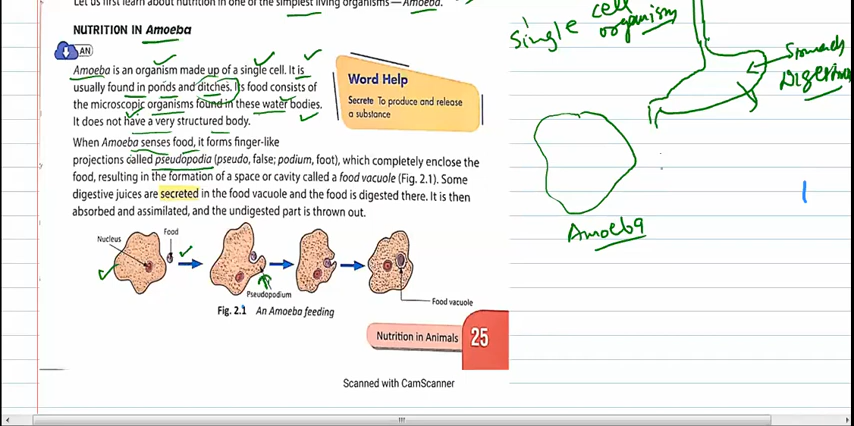 Let us first learn about nutrition in one of the simplest living organisms—Amoeba.
NUTRITION IN Amoeba
AN
Amoeba is an organism made up of a single cell. It is
usually found in ponds and ditches. Its food consists of
the microscopic organisms found in these water bodies.
It does not have a very structured body.
Word Help
Secrete To produce and release
a substance
When Amoeba senses food, it forms finger-like
projections called pseudopodia (pseudo, false; podium, foot), which completely enclose the
food, resulting in the formation of a space or cavity called a food vacuole (Fig. 2.1). Some
digestive juices are secreted in the food vacuole and the food is digested there. It is then
absorbed and assimilated, and the undigested part is thrown out.
Nucleus
Food
Pseudopodium
Food vacuole
Fig. 2.1 An Amoeba feeding
Nutrition in Animals 25
Scanned with CamScanner
Single cell
organism
Stomach
Amoeba